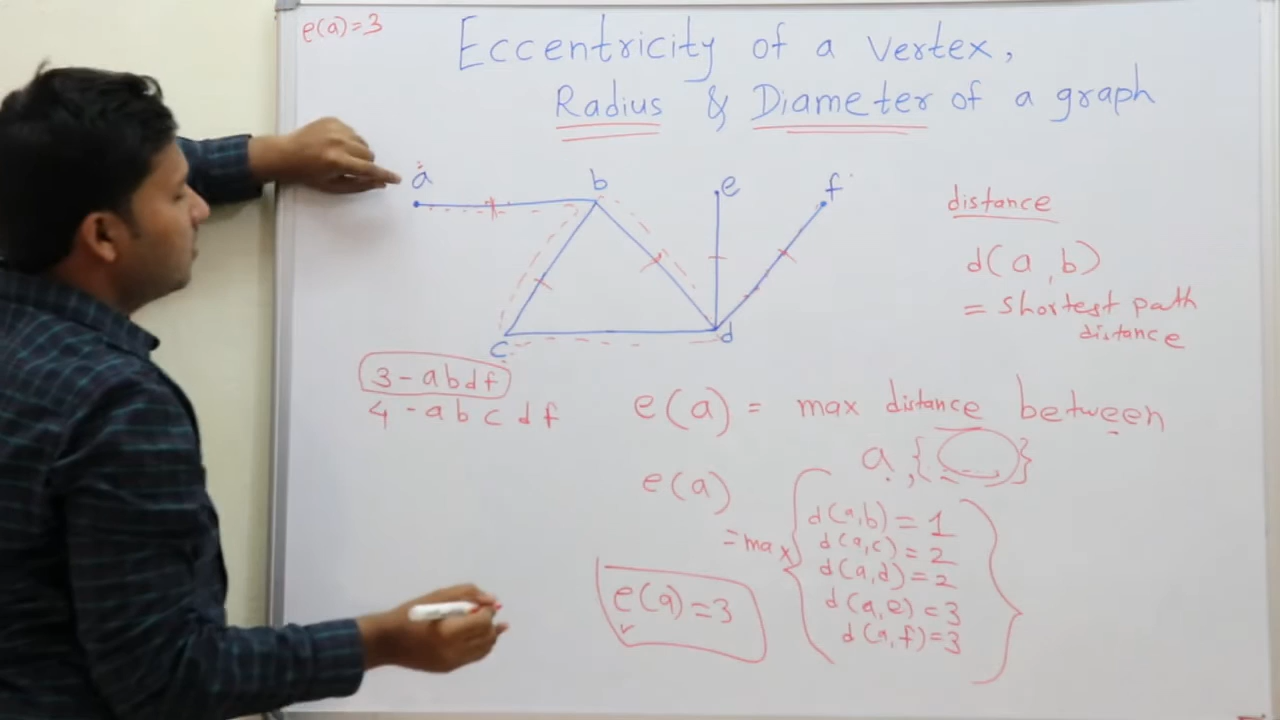 e(a)=3
Eccentricity of a vertex,
Radius & Diameter of a graph
a
b
e
f
c
d
distance
d(a,b)
= shortest path
distance
3 - abdf
4 - abcdf
e(a) = max distance between
a, { }
e(a)
= max
d(a,b) = 1
d(a,c) = 2
d(a,d) = 2
d(a,e) = 3
d(a,f) = 3
e(a) = 3